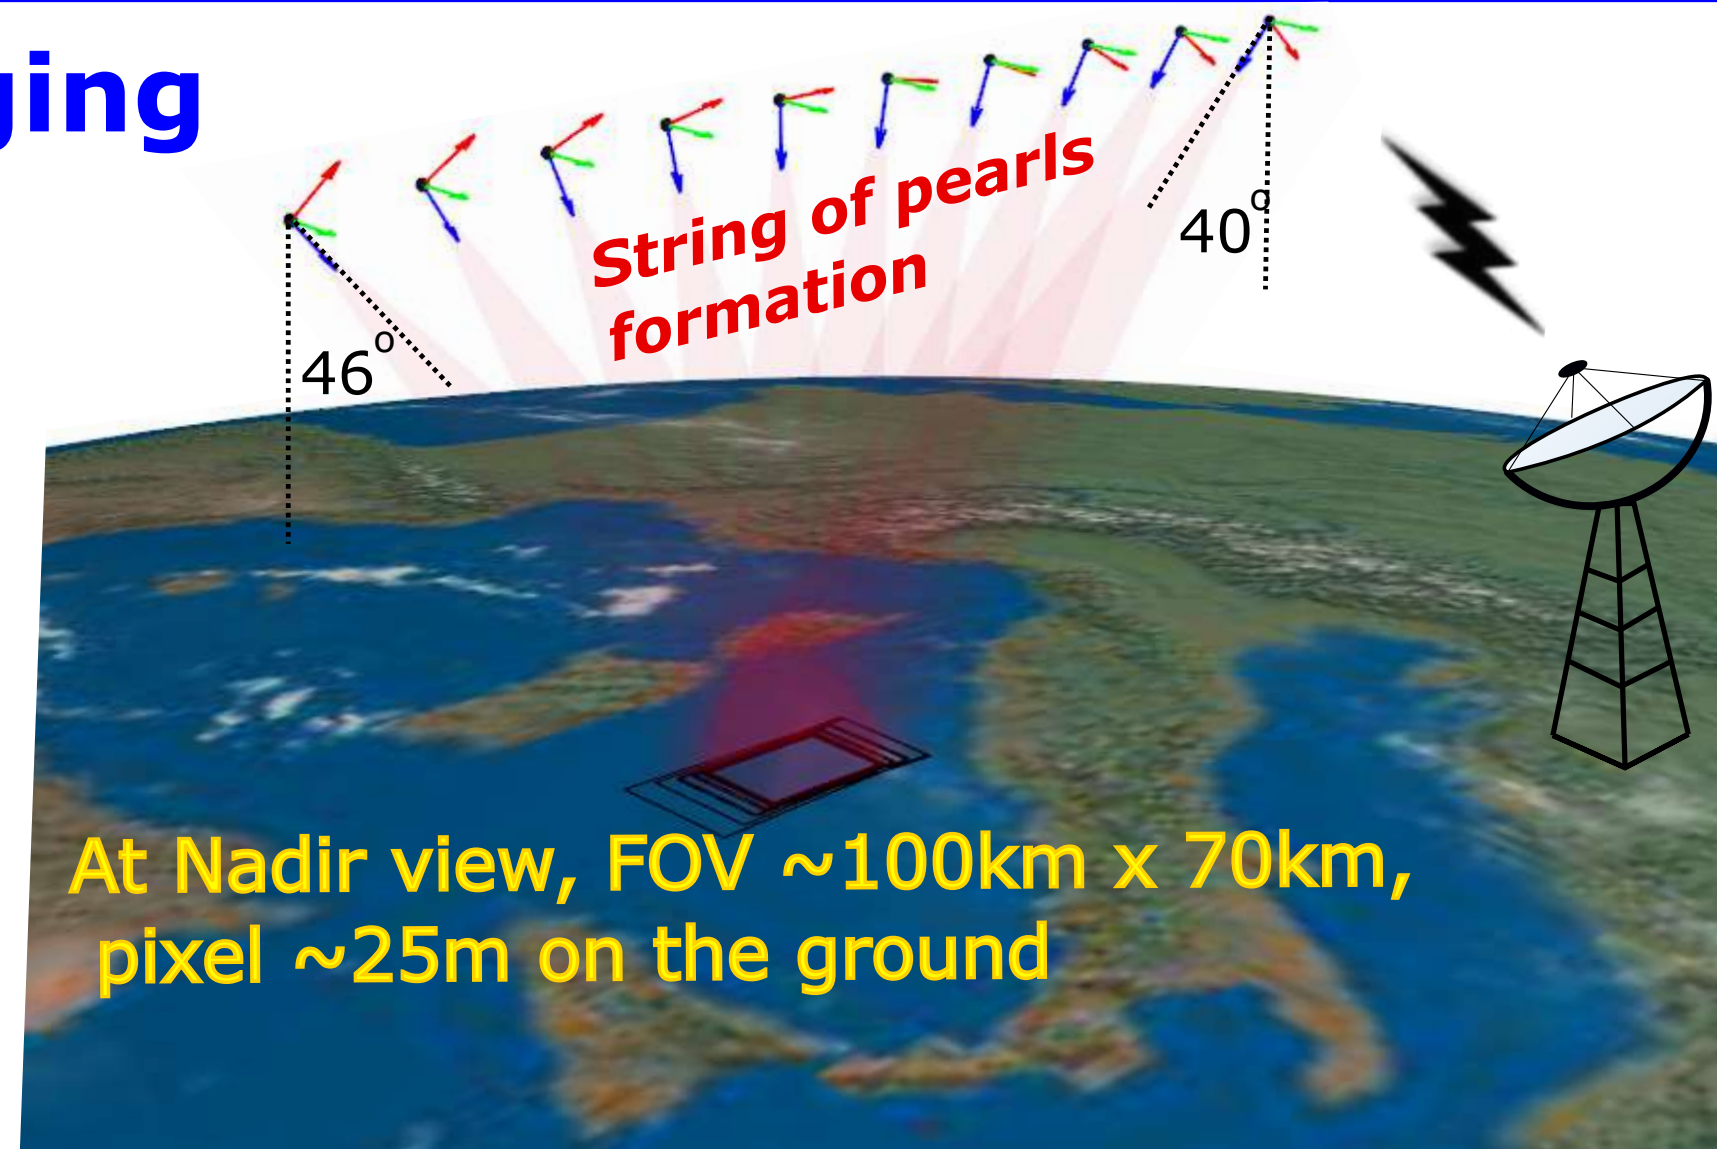 ging
String of pearls
formation
40°
46°
At Nadir view, FOV ~100km x 70km,
pixel ~25m on the ground